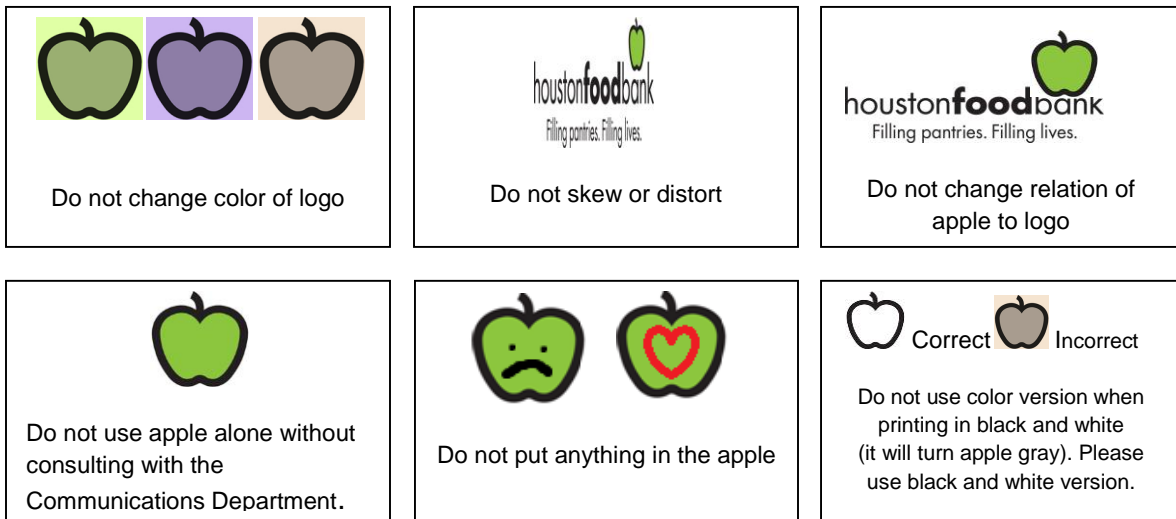 houstonfoodbank
Filling pantries. Filling lives.
Do not change color of logo
Do not skew or distort
houstonfoodbank
Filling pantries. Filling lives.
Do not change relation of
apple to logo
Do not use apple alone without
consulting with the
Communications Department.
Do not put anything in the apple
Correct Incorrect
Do not use color version when
printing in black and white
(it will turn apple gray). Please
use black and white version.